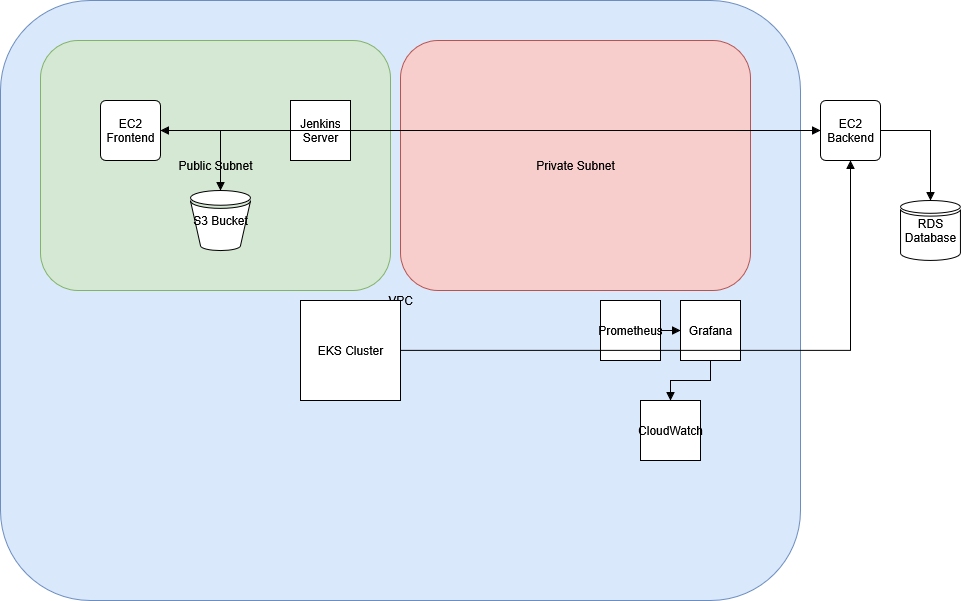 EC2
Frontend
Jenkins
Server
EC2
Backend
Public Subnet
Private Subnet
S3 Bucket
RDS
Database
VPC
EKS Cluster
Prometheus
Grafana
CloudWatch